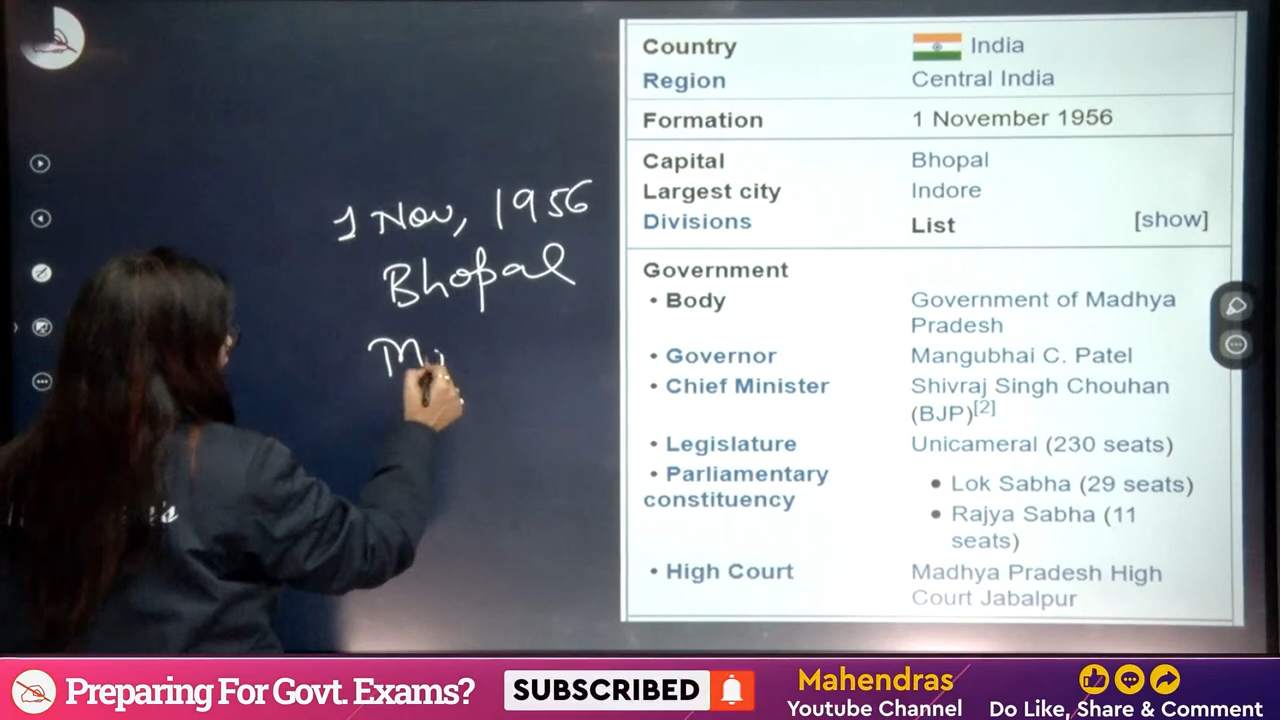 1 Nov, 1956
Bhopal
M
Country India
Region Central India
Formation 1 November 1956
Capital Bhopal
Largest city Indore
Divisions List [show]
Government
• Body Government of Madhya
Pradesh
• Governor Mangubhai C. Patel
• Chief Minister Shivraj Singh Chouhan
(BJP)[2]
• Legislature Unicameral (230 seats)
• Parliamentary
constituency
• Lok Sabha (29 seats)
• Rajya Sabha (11
seats)
• High Court Madhya Pradesh High
Court Jabalpur
Preparing For Govt. Exams?
SUBSCRIBED
Mahendras
Youtube Channel
Do Like, Share & Comment